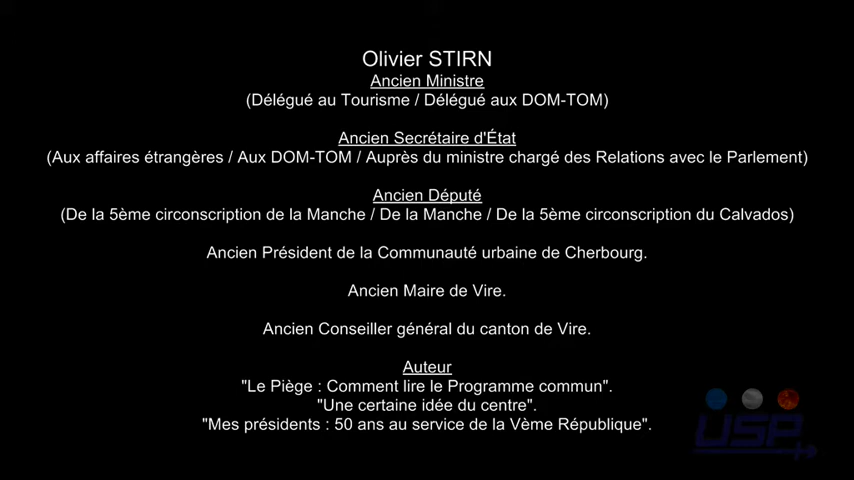 Olivier STIRN
Ancien Ministre
(Délégué au Tourisme / Délégué aux DOM-TOM)
Ancien Secrétaire d'État
(Aux affaires étrangères / Aux DOM-TOM / Auprès du ministre chargé des Relations avec le Parlement)
Ancien Député
(De la 5ème circonscription de la Manche / De la Manche / De la 5ème circonscription du Calvados)
Ancien Président de la Communauté urbaine de Cherbourg.
Ancien Maire de Vire.
Ancien Conseiller général du canton de Vire.
Auteur
"Le Piège : Comment lire le Programme commun".
"Une certaine idée du centre".
"Mes présidents : 50 ans au service de la Vème République".
USP